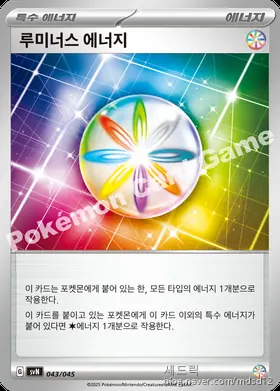 특수 에너지
에너지
루미너스 에너지
Pokémon Card Game
이 카드는 포켓몬에게 붙어 있는 한, 모든 타입의 에너지 1개분으로
작용한다.
이 카드를 붙이고 있는 포켓몬에게 이 카드 이외의 특수 에너지가
붙어 있다면 에너지 1개분으로 작용한다.
G svN 043/045
세드릭
blog.naver.com/mdsdr2
©2025 Pokémon/Nintendo/Creatures/GAME FREAK